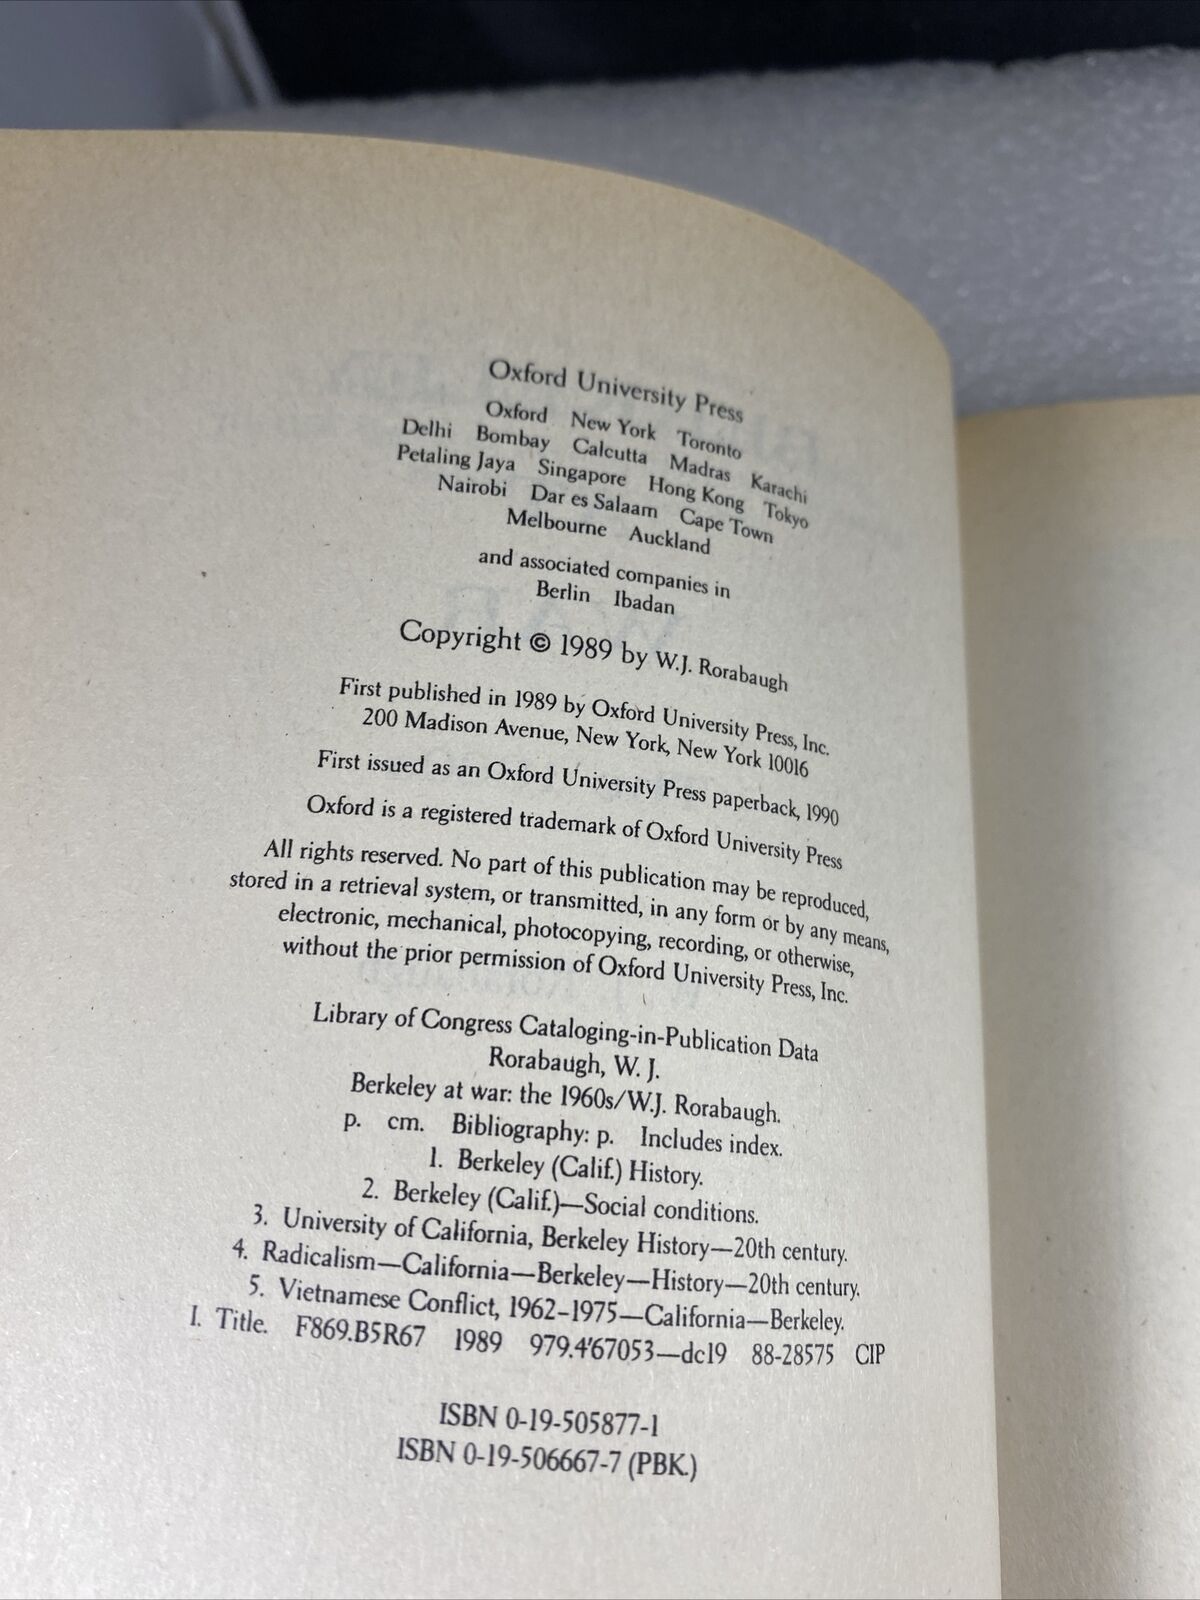 Oxford University Press
Oxford New York Toronto
Delhi Bombay Calcutta Madras Karachi
Petaling Jaya Singapore Hong Kong Tokyo
Nairobi Dar es Salaam Cape Town
Melbourne Auckland
and associated companies in
Berlin Ibadan
Copyright © 1989 by W.J. Rorabaugh
First published in 1989 by Oxford University Press, Inc.
200 Madison Avenue, New York, New York 10016
First issued as an Oxford University Press paperback, 1990
Oxford is a registered trademark of Oxford University Press
All rights reserved. No part of this publication may be reproduced,
stored in a retrieval system, or transmitted, in any form or by any means,
electronic, mechanical, photocopying, recording, or otherwise,
without the prior permission of Oxford University Press, Inc.
Library of Congress Cataloging-in-Publication Data
Rorabaugh, W. J.
Berkeley at war: the 1960s/W.J. Rorabaugh.
p. cm. Bibliography: p. Includes index.
1. Berkeley (Calif.) History.
2. Berkeley (Calif.)—Social conditions.
3. University of California, Berkeley History—20th century.
4. Radicalism—California—Berkeley—History—20th century.
5. Vietnamese Conflict, 1962-1975—California—Berkeley.
I. Title. F869.B5R67 1989 979.4'67053—dc19 88-28575 CIP
ISBN 0-19-505877-1
ISBN 0-19-506667-7 (PBK.)